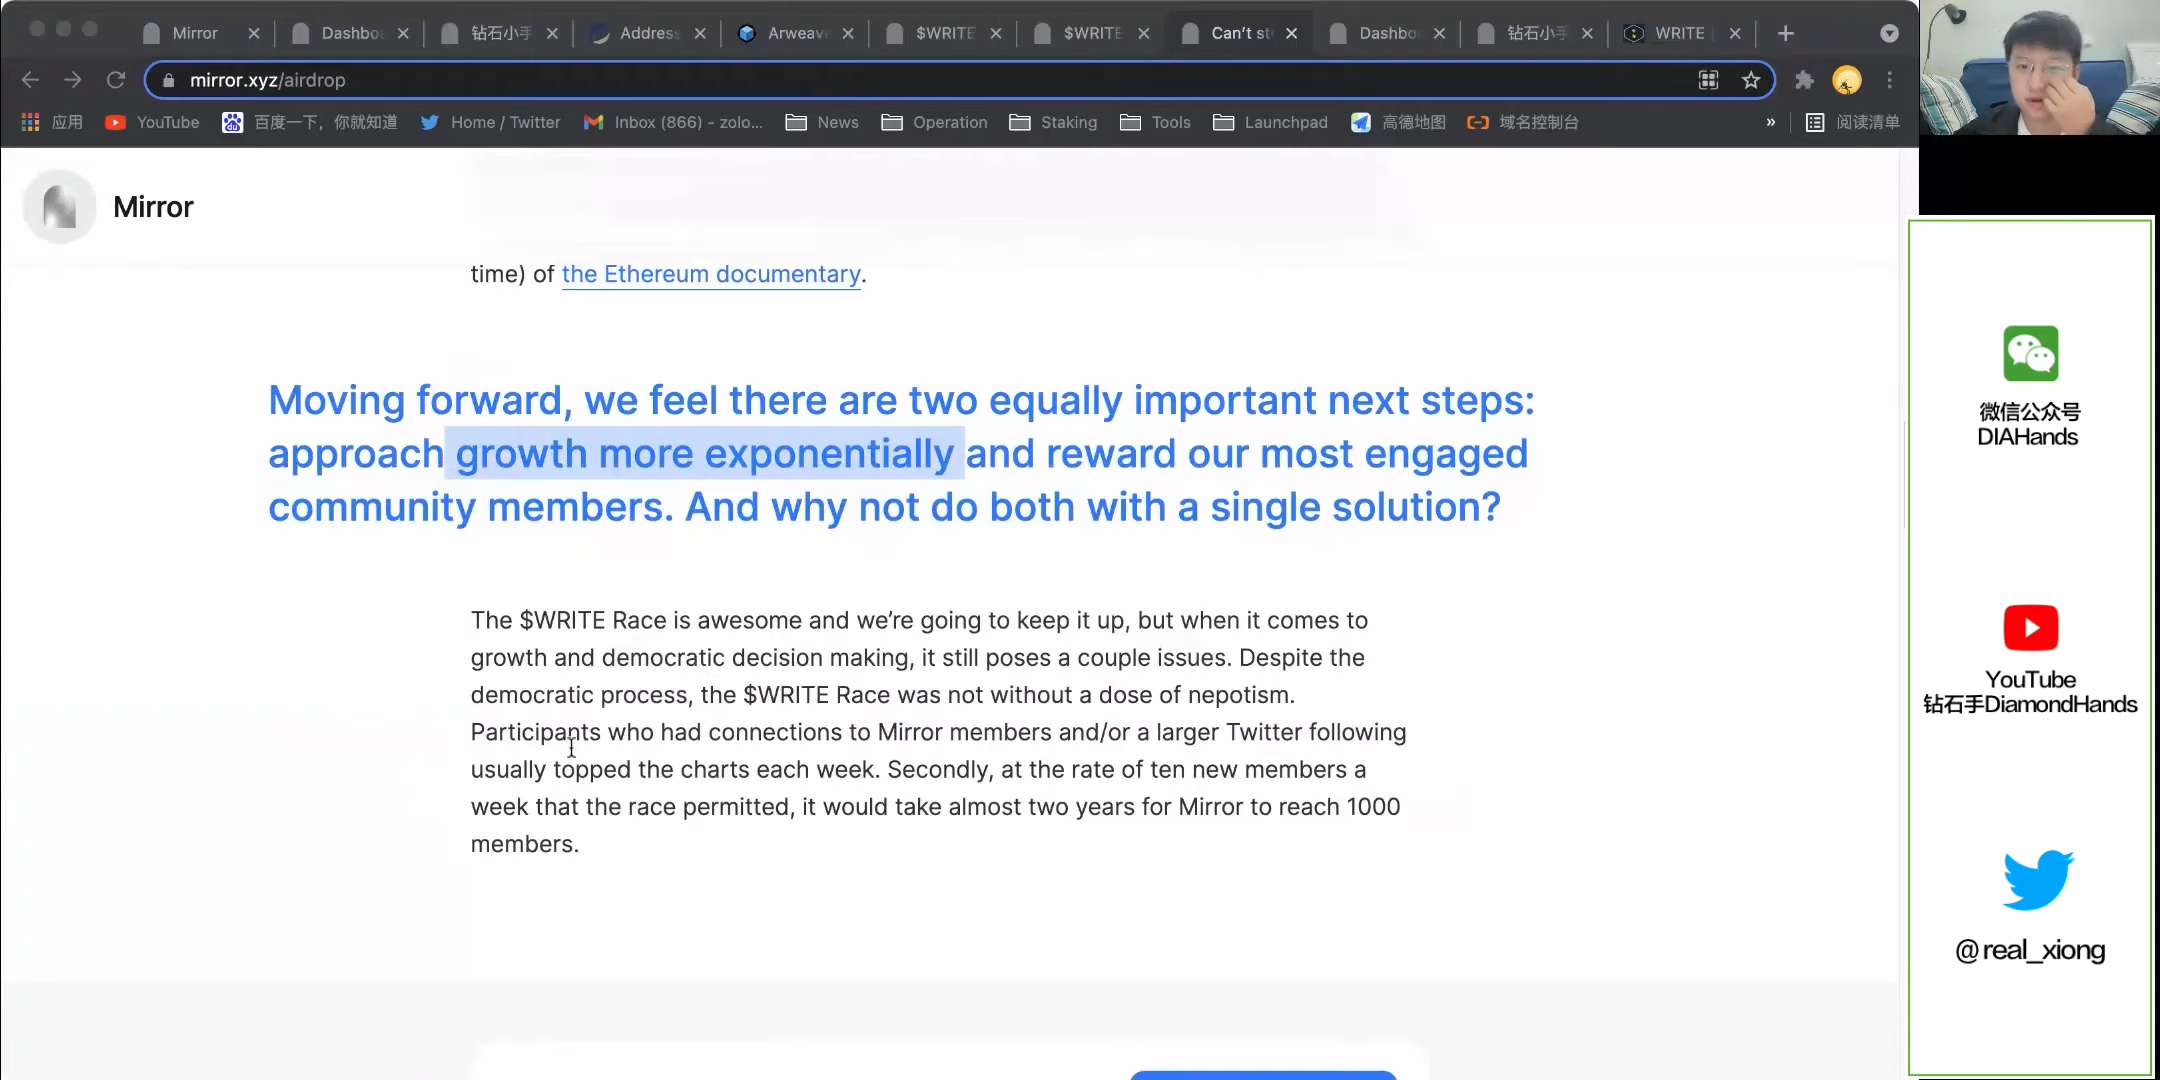 Mirror
Dashbo
钻石小手
Address
Arweave
$WRITE
$WRITE
Can't st
Dashbo
钻石小手
WRITE
mirror.xyz/airdrop
应用
YouTube
百度一下，你就知道
Home / Twitter
Inbox (866) - zolo...
News
Operation
Staking
Tools
Launchpad
高德地图
域名控制台
»
阅读清单
Mirror
time) of the Ethereum documentary.
Moving forward, we feel there are two equally important next steps:
approach growth more exponentially and reward our most engaged
community members. And why not do both with a single solution?
The $WRITE Race is awesome and we're going to keep it up, but when it comes to
growth and democratic decision making, it still poses a couple issues. Despite the
democratic process, the $WRITE Race was not without a dose of nepotism.
Participants who had connections to Mirror members and/or a larger Twitter following
usually topped the charts each week. Secondly, at the rate of ten new members a
week that the race permitted, it would take almost two years for Mirror to reach 1000
members.
微信公众号
DIAHands
YouTube
钻石手DiamondHands
@real_xiong